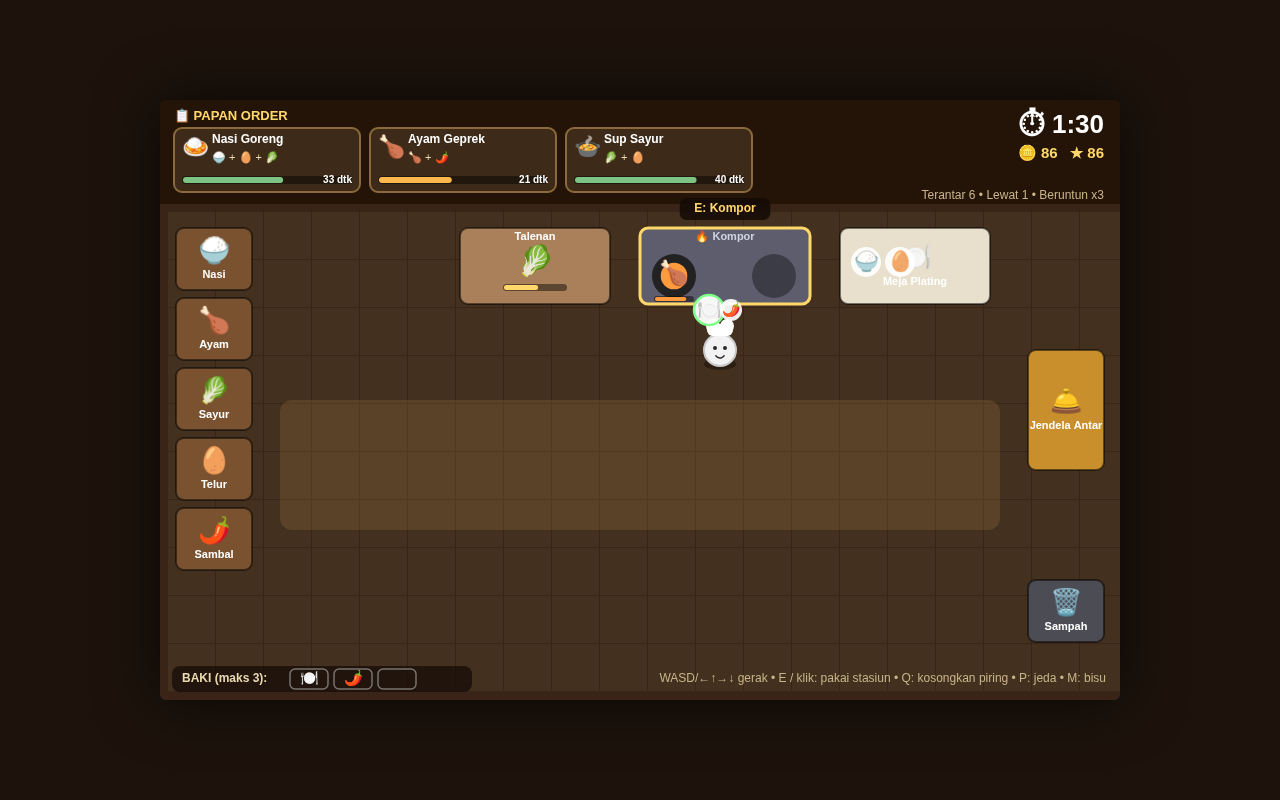 PAPAN ORDER
Nasi Goreng
+ +
33 dtk
Ayam Geprek
+
21 dtk
Sup Sayur
+
40 dtk
1:30
86 ★ 86
Terantar 6 • Lewat 1 • Beruntun x3
E: Kompor
Nasi
Ayam
Sayur
Telur
Sambal
Talenan
Kompor
Meja Plating
Jendela Antar
Sampah
BAKI (maks 3):
WASD/←↑→↓ gerak • E / klik: pakai stasiun • Q: kosongkan piring • P: jeda • M: bisu